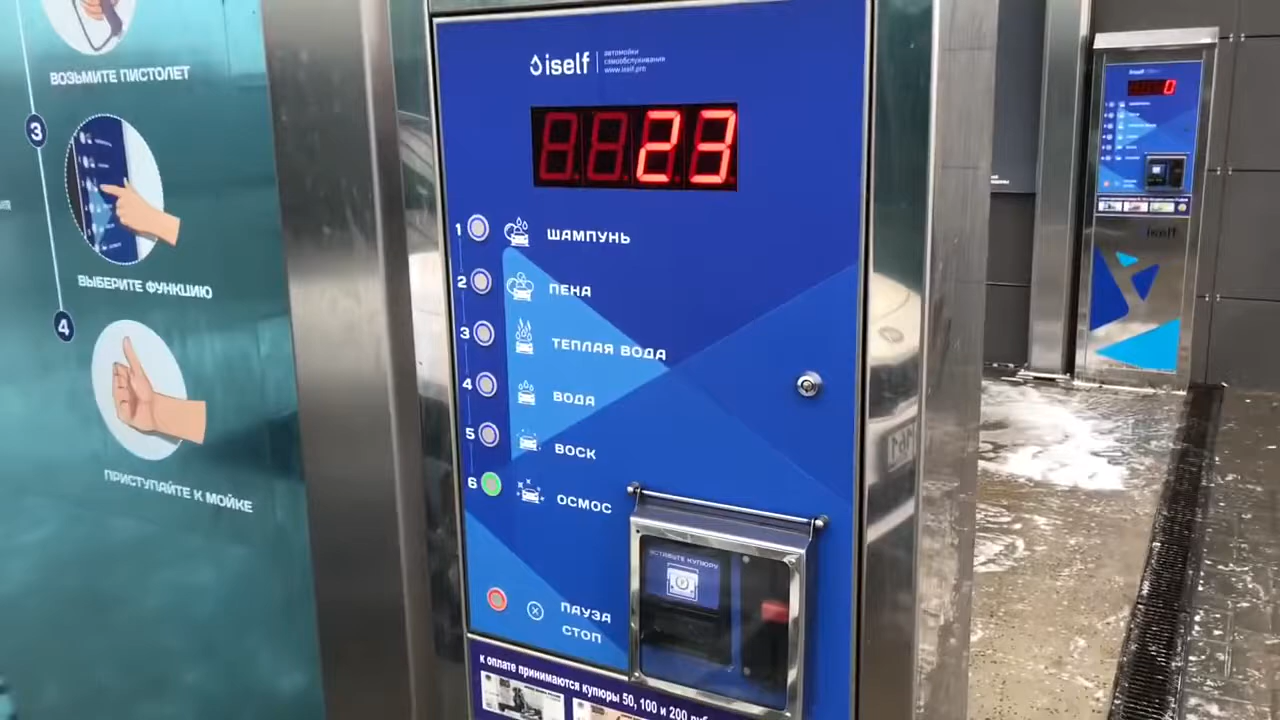 ВОЗЬМИТЕ ПИСТОЛЕТ
3
ВЫБЕРИТЕ ФУНКЦИЮ
4
ПРИСТУПАЙТЕ К МОЙКЕ
iself
автомойки
самообслуживания
www.iself.pro
23
1 ШАМПУНЬ
2 ПЕНА
3 ТЕПЛАЯ ВОДА
4 ВОДА
5 ВОСК
6 ОСМОС
ПАУЗА
СТОП
ВСТАВЬТЕ КУПЮРУ
к оплате принимаются купюры 50, 100 и 200
iself
0